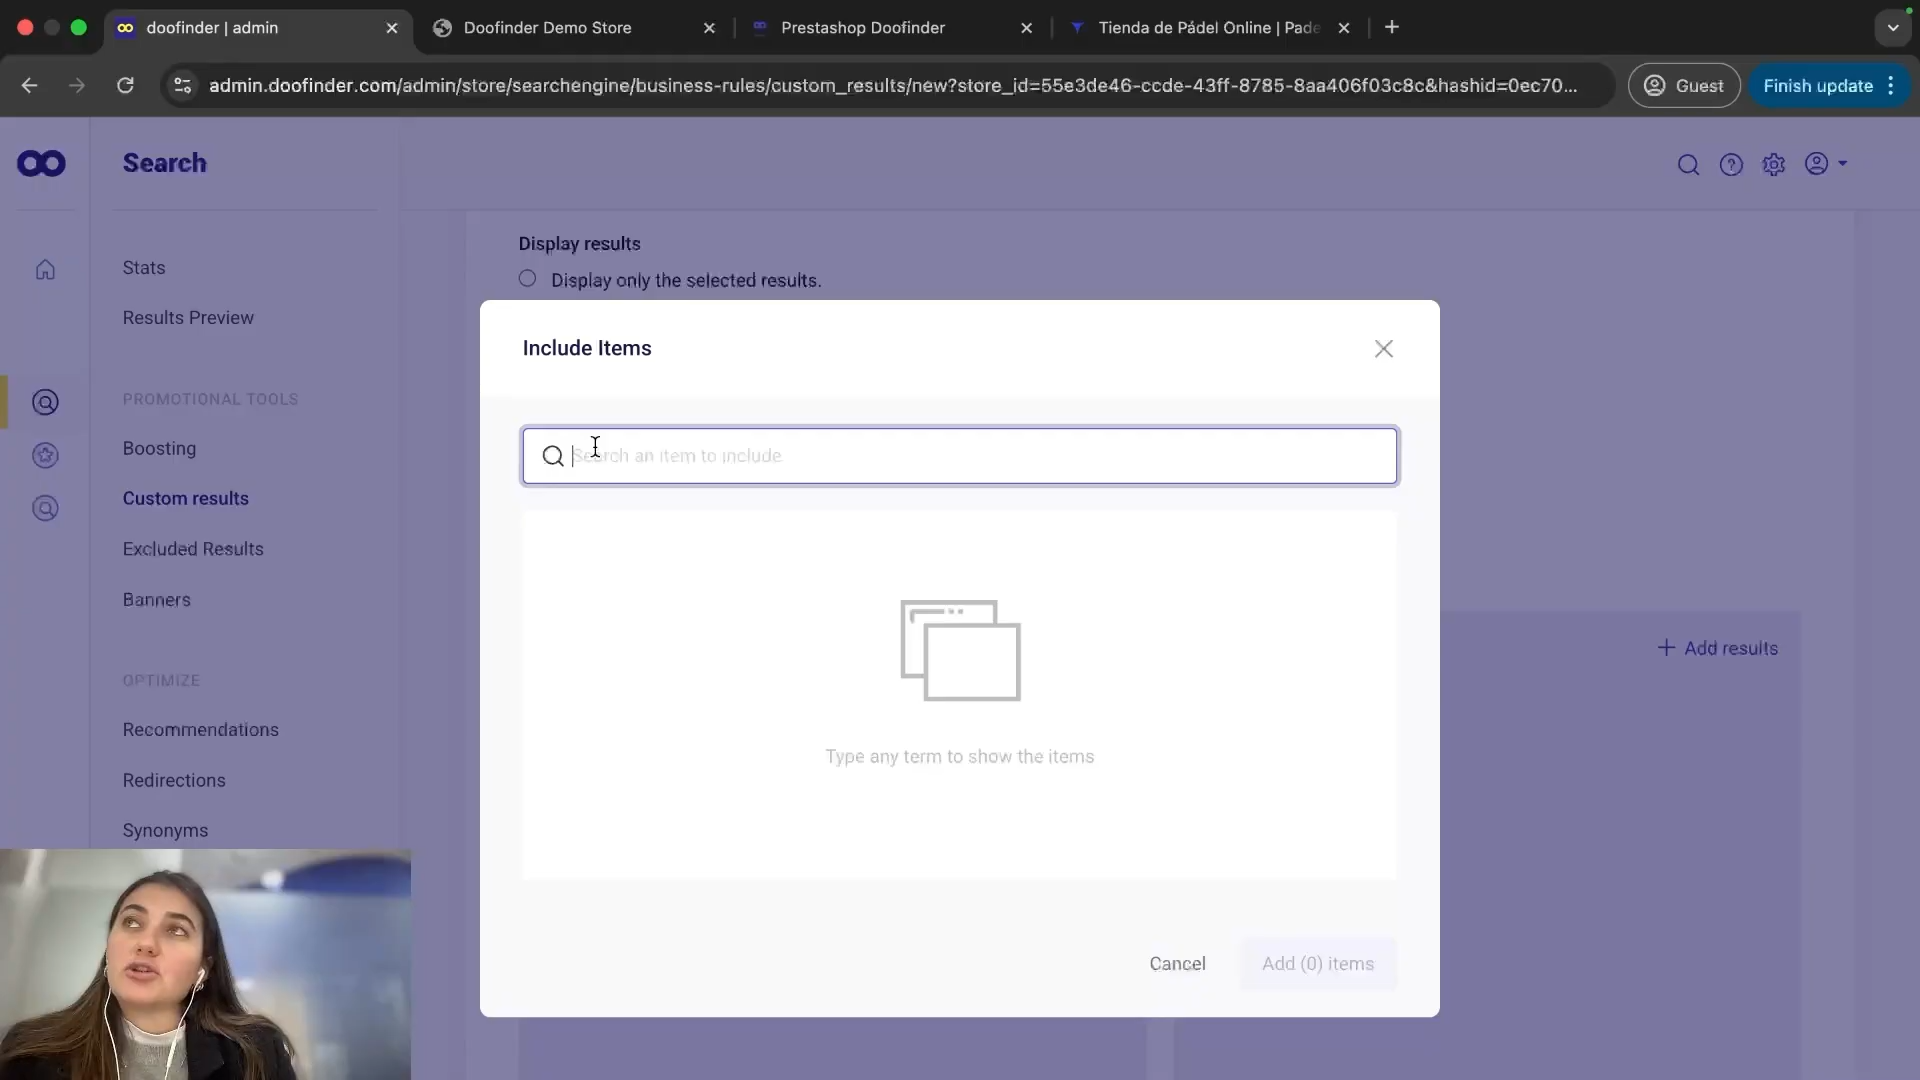 doofinder | admin
Doofinder Demo Store
Prestashop Doofinder
Tienda de Pádel Online | Pade
admin.doofinder.com/admin/store/searchengine/business-rules/custom_results/new?store_id=55e3de46-ccde-43ff-8785-8aa406f03c8c&hashid=0ec70...
Guest
Finish update
Search
Stats
Results Preview
PROMOTIONAL TOOLS
Boosting
Custom results
Excluded Results
Banners
OPTIMIZE
Recommendations
Redirections
Synonyms
Display results
Display only the selected results.
Include Items
Search an item to include
Type any term to show the items
Cancel
Add (0) items
+ Add results